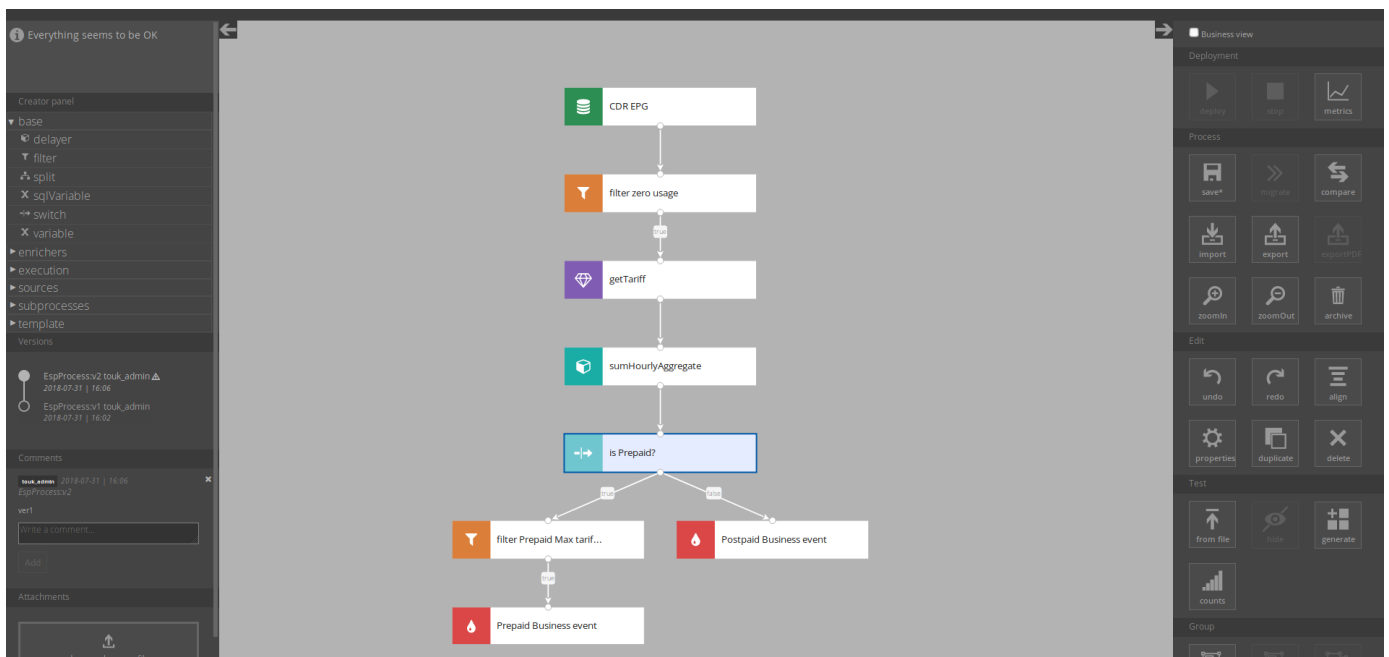 Everything seems to be OK
Creator panel
base
delayer
filter
split
sqlVariable
switch
variable
enrichers
execution
sources
subprocesses
template
Versions
EspProcess:v2 touk_admin
2018-07-31 | 16:06
EspProcess:v1 touk_admin
2018-07-31 | 16:02
Comments
touk_admin 2018-07-31 | 16:06
EspProcess:v2
ver1
Write a comment...
Add
Attachments
CDR EPG
filter zero usage
true
getTariff
sumHourlyAggregate
is Prepaid?
true false
filter Prepaid Max tarif... Postpaid Business event
true
Prepaid Business event
Business view
Deployment
deploy stop metrics
Process
save* migrate compare
import export exportPDF
zoomIn zoomOut archive
Edit
undo redo align
properties duplicate delete
Test
from file hide generate
counts
Group